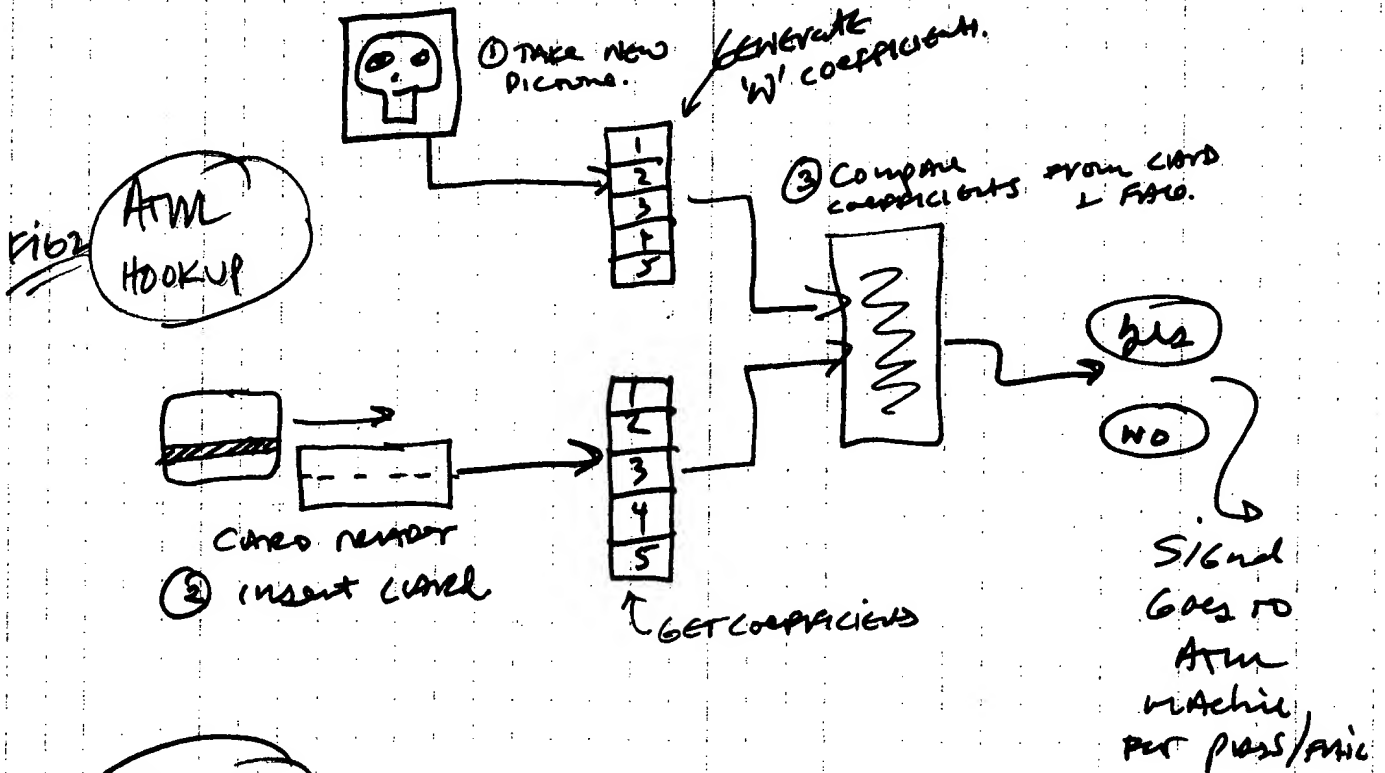 ① TAKE NEW
PICTURE.
GENERATE
'W' COEFFICIENTS.
FIG 2
ATM
HOOKUP
1
2
3
4
5
③ COMPARE
COEFFICIENTS FROM CARD
& FACE.
YES
NO
CARD READER
② INSERT CARD
1
2
3
4
5
GET COEFFICIENTS
SIGNAL
GOES TO
ATM
MACHINE
PER PASS/FAIL